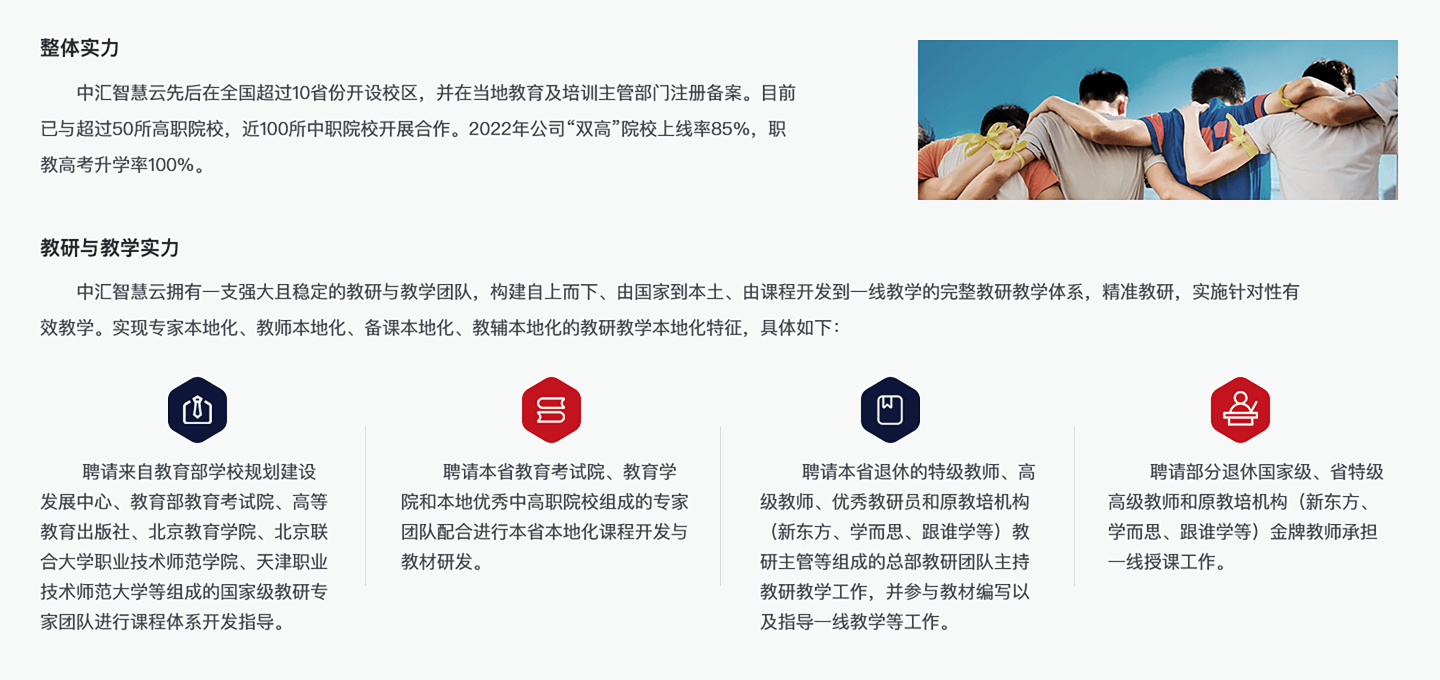 整体实力
中汇智慧云先后在全国超过10省份开设校区，并在当地教育及培训主管部门注册备案。目前
已与超过50所高职院校，近100所中职院校开展合作。2022年公司“双高”院校上线率85%，职
教高考升学率100%。
教研与教学实力
中汇智慧云拥有一支强大且稳定的教研与教学团队，构建自上而下、由国家到本土、由课程开发到一线教学的完整教研教学体系，精准教研，实施针对性有
效教学。实现专家本地化、教师本地化、备课本地化、教辅本地化的教研教学本地化特征，具体如下：
聘请来自教育部学校规划建设
发展中心、教育部教育考试院、高等
教育出版社、北京教育学院、北京联
合大学职业技术师范学院、天津职业
技术师范大学等组成的国家级教研专
家团队进行课程体系开发指导。
聘请本省教育考试院、教育学
院和本地优秀中高职院校组成的专家
团队配合进行本省本地化课程开发与
教材研发。
聘请本省退休的特级教师、高
级教师、优秀教研员和原教培机构
（新东方、学而思、跟谁学等）教
研主管等组成的总部教研团队主持
教研教学工作，并参与教材编写以
及指导一线教学等工作。
聘请部分退休国家级、省特级
高级教师和原教培机构（新东方、
学而思、跟谁学等）金牌教师承担
一线授课工作。